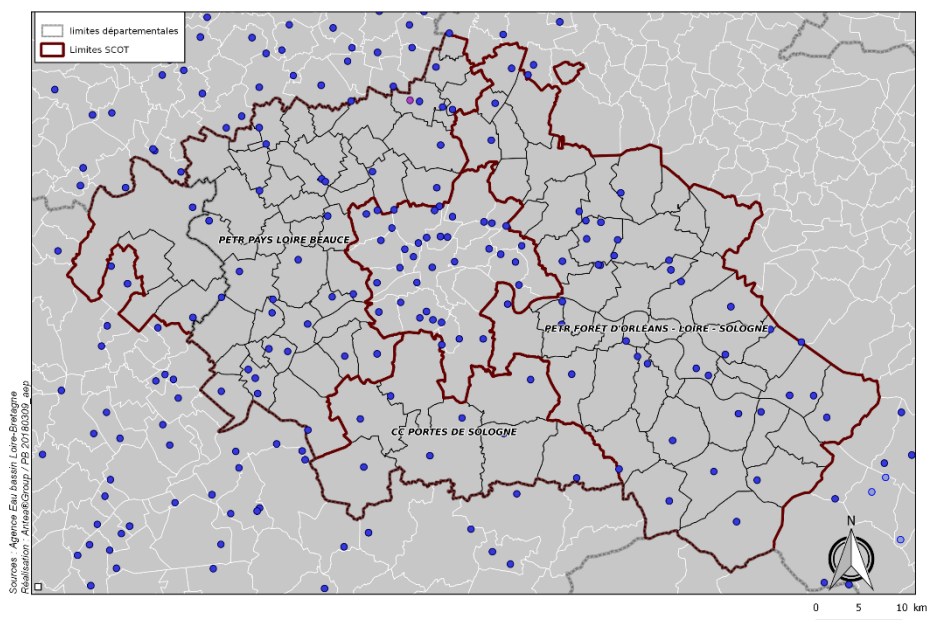 limites départementales
Limites SCOT
PETR PAYS LOIRE BEAUCE
PETR FORÊT D'ORLEANS - LOIRE - SOLOGNE
CC PORTES DE SOLOGNE
Sources : Agence Eau bassin Loire-Bretagne
Réalisation : Antea®Group / PB 20180309_aep
N
0 5 10 km